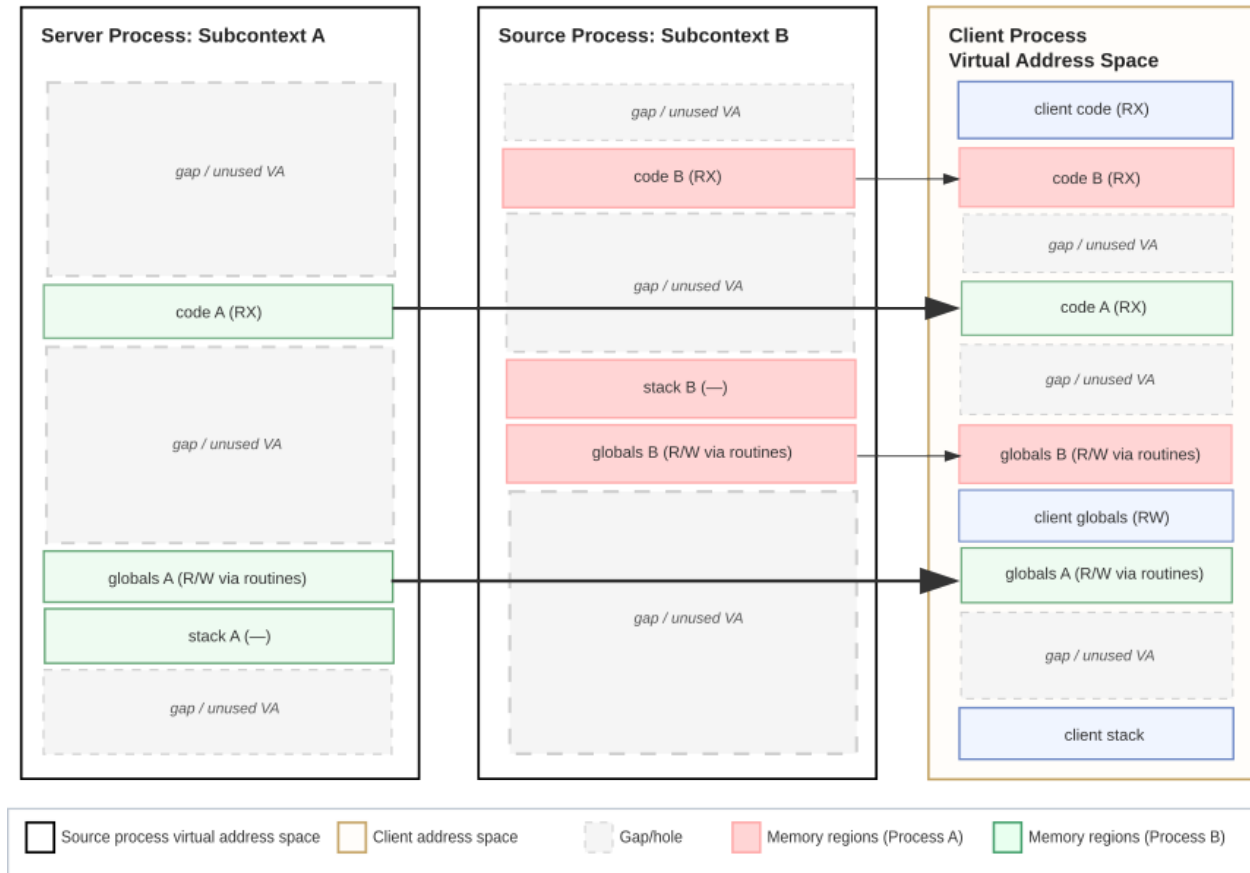 Server Process: Subcontext A
gap / unused VA
code A (RX)
gap / unused VA
globals A (R/W via routines)
stack A (—)
gap / unused VA
Source Process: Subcontext B
gap / unused VA
code B (RX)
gap / unused VA
stack B (—)
globals B (R/W via routines)
gap / unused VA
Client Process
Virtual Address Space
client code (RX)
code B (RX)
gap / unused VA
code A (RX)
gap / unused VA
globals B (R/W via routines)
client globals (RW)
globals A (R/W via routines)
gap / unused VA
client stack
Source process virtual address space
Client address space
Gap/hole
Memory regions (Process A)
Memory regions (Process B)